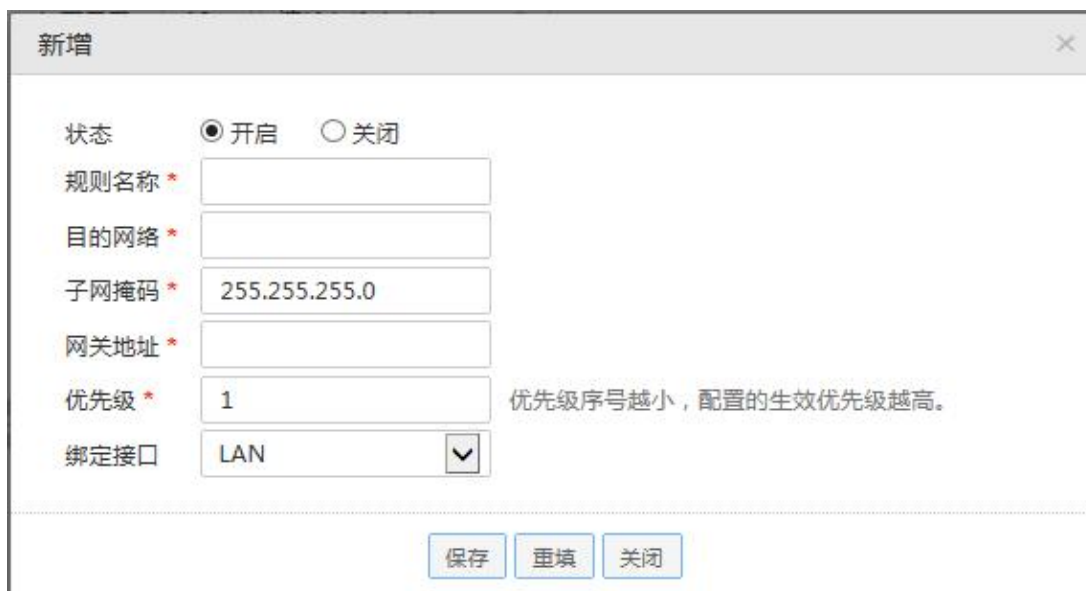 新增
状态 开启 关闭
规则名称 *
目的网络 *
子网掩码 * 255.255.255.0
网关地址 *
优先级 * 1 优先级序号越小，配置的生效优先级越高。
绑定接口 LAN
保存 重填 关闭